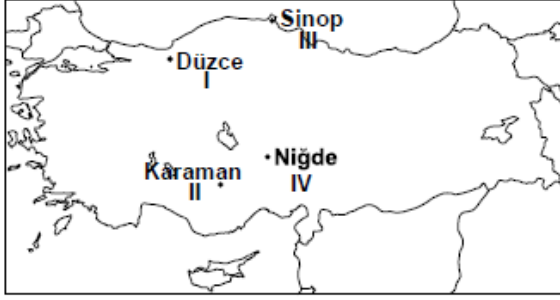 Sinop
III
Düzce
I
Niğde
IV
Karaman
II